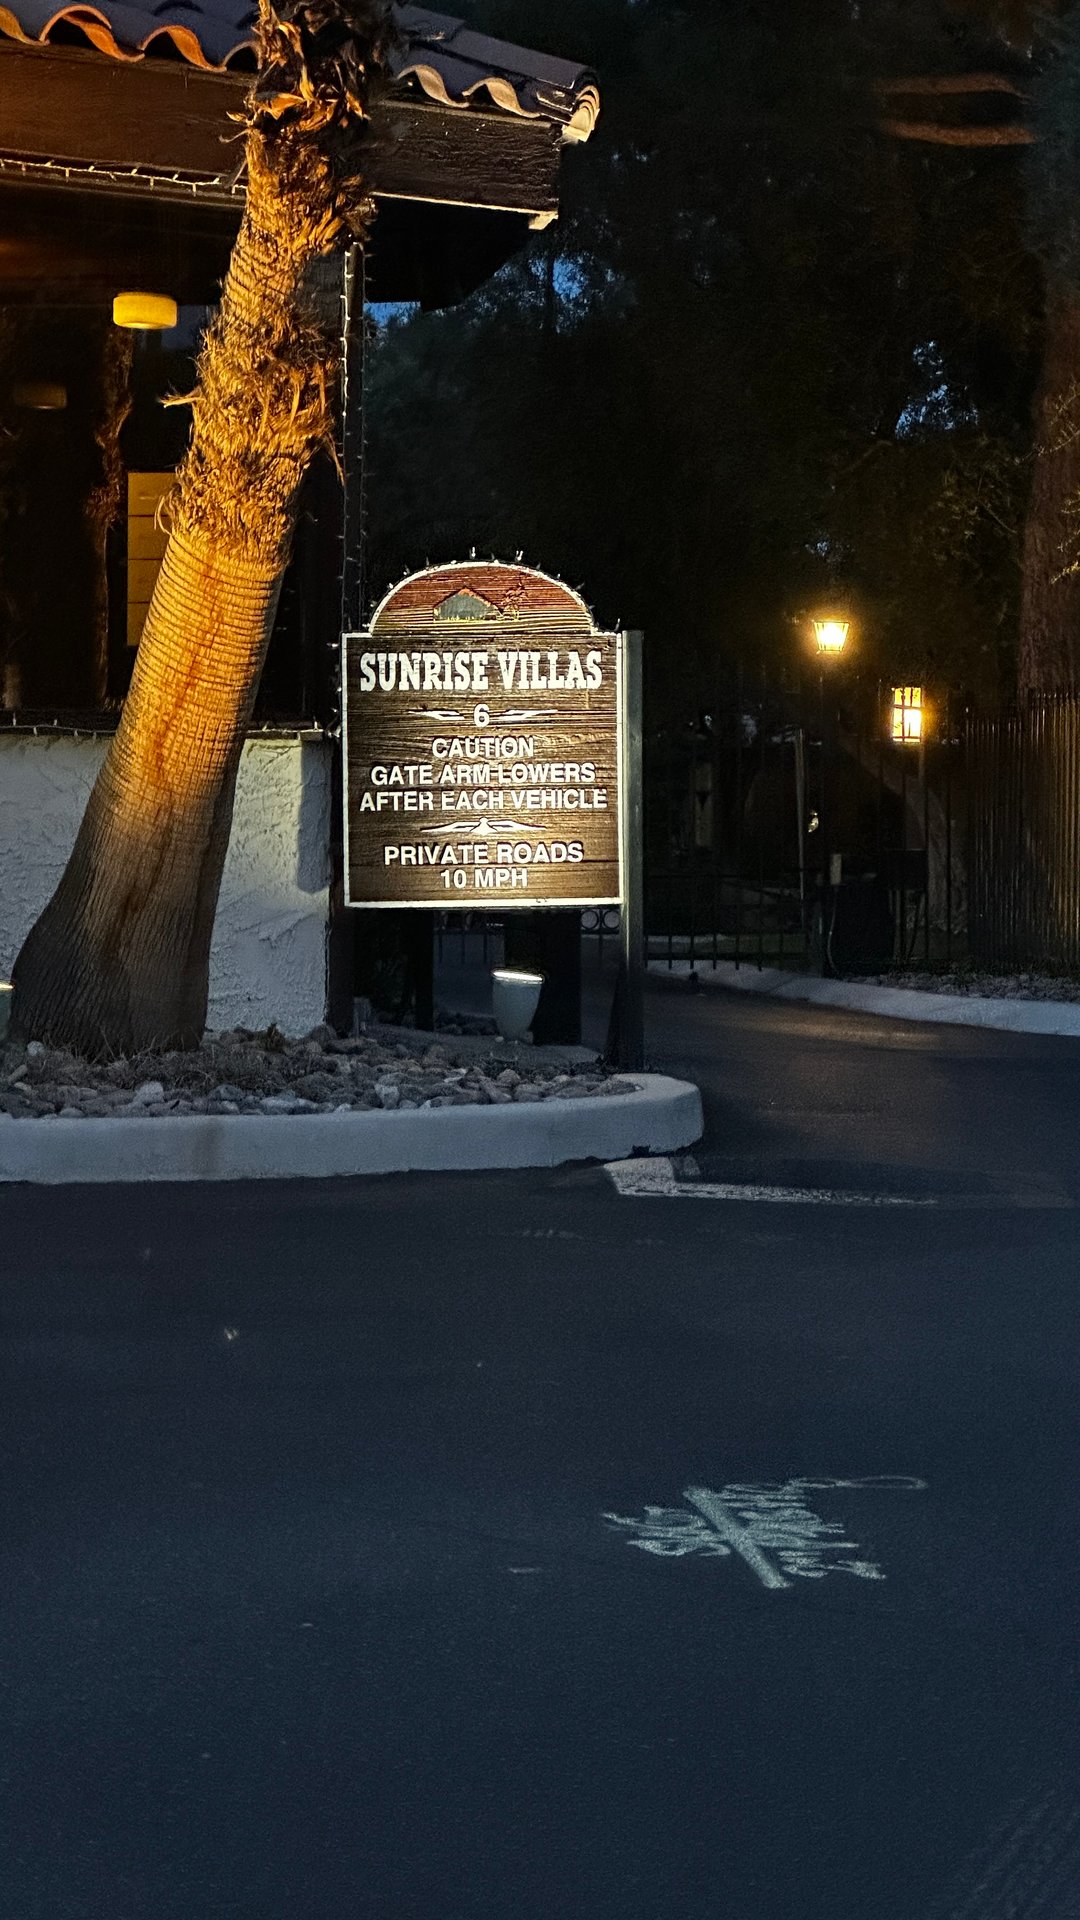 SUNRISE VILLAS
6
CAUTION
GATE ARM LOWERS
AFTER EACH VEHICLE
PRIVATE ROADS
10 MPH